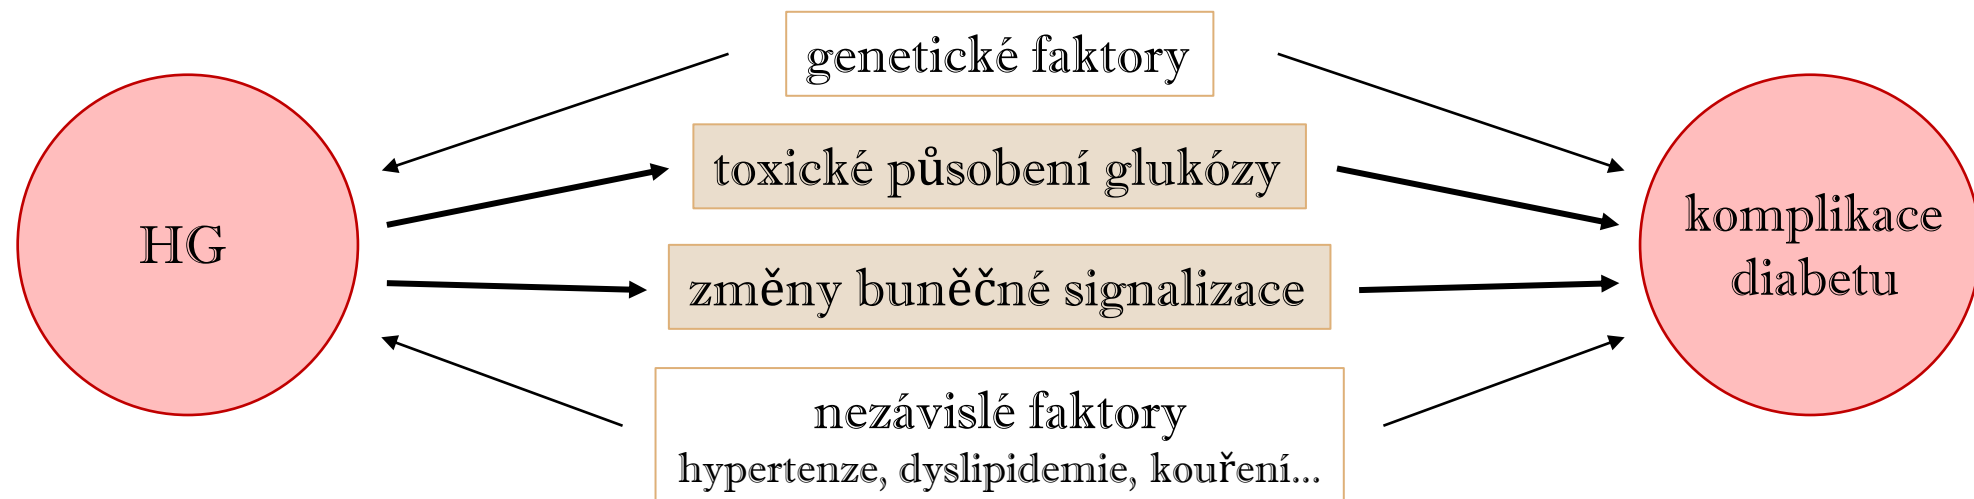 genetické faktory
toxické působení glukózy
HG
změny buněčné signalizace
komplikace
diabetu
nezávislé faktory
hypertenze, dyslipidemie, kouření...